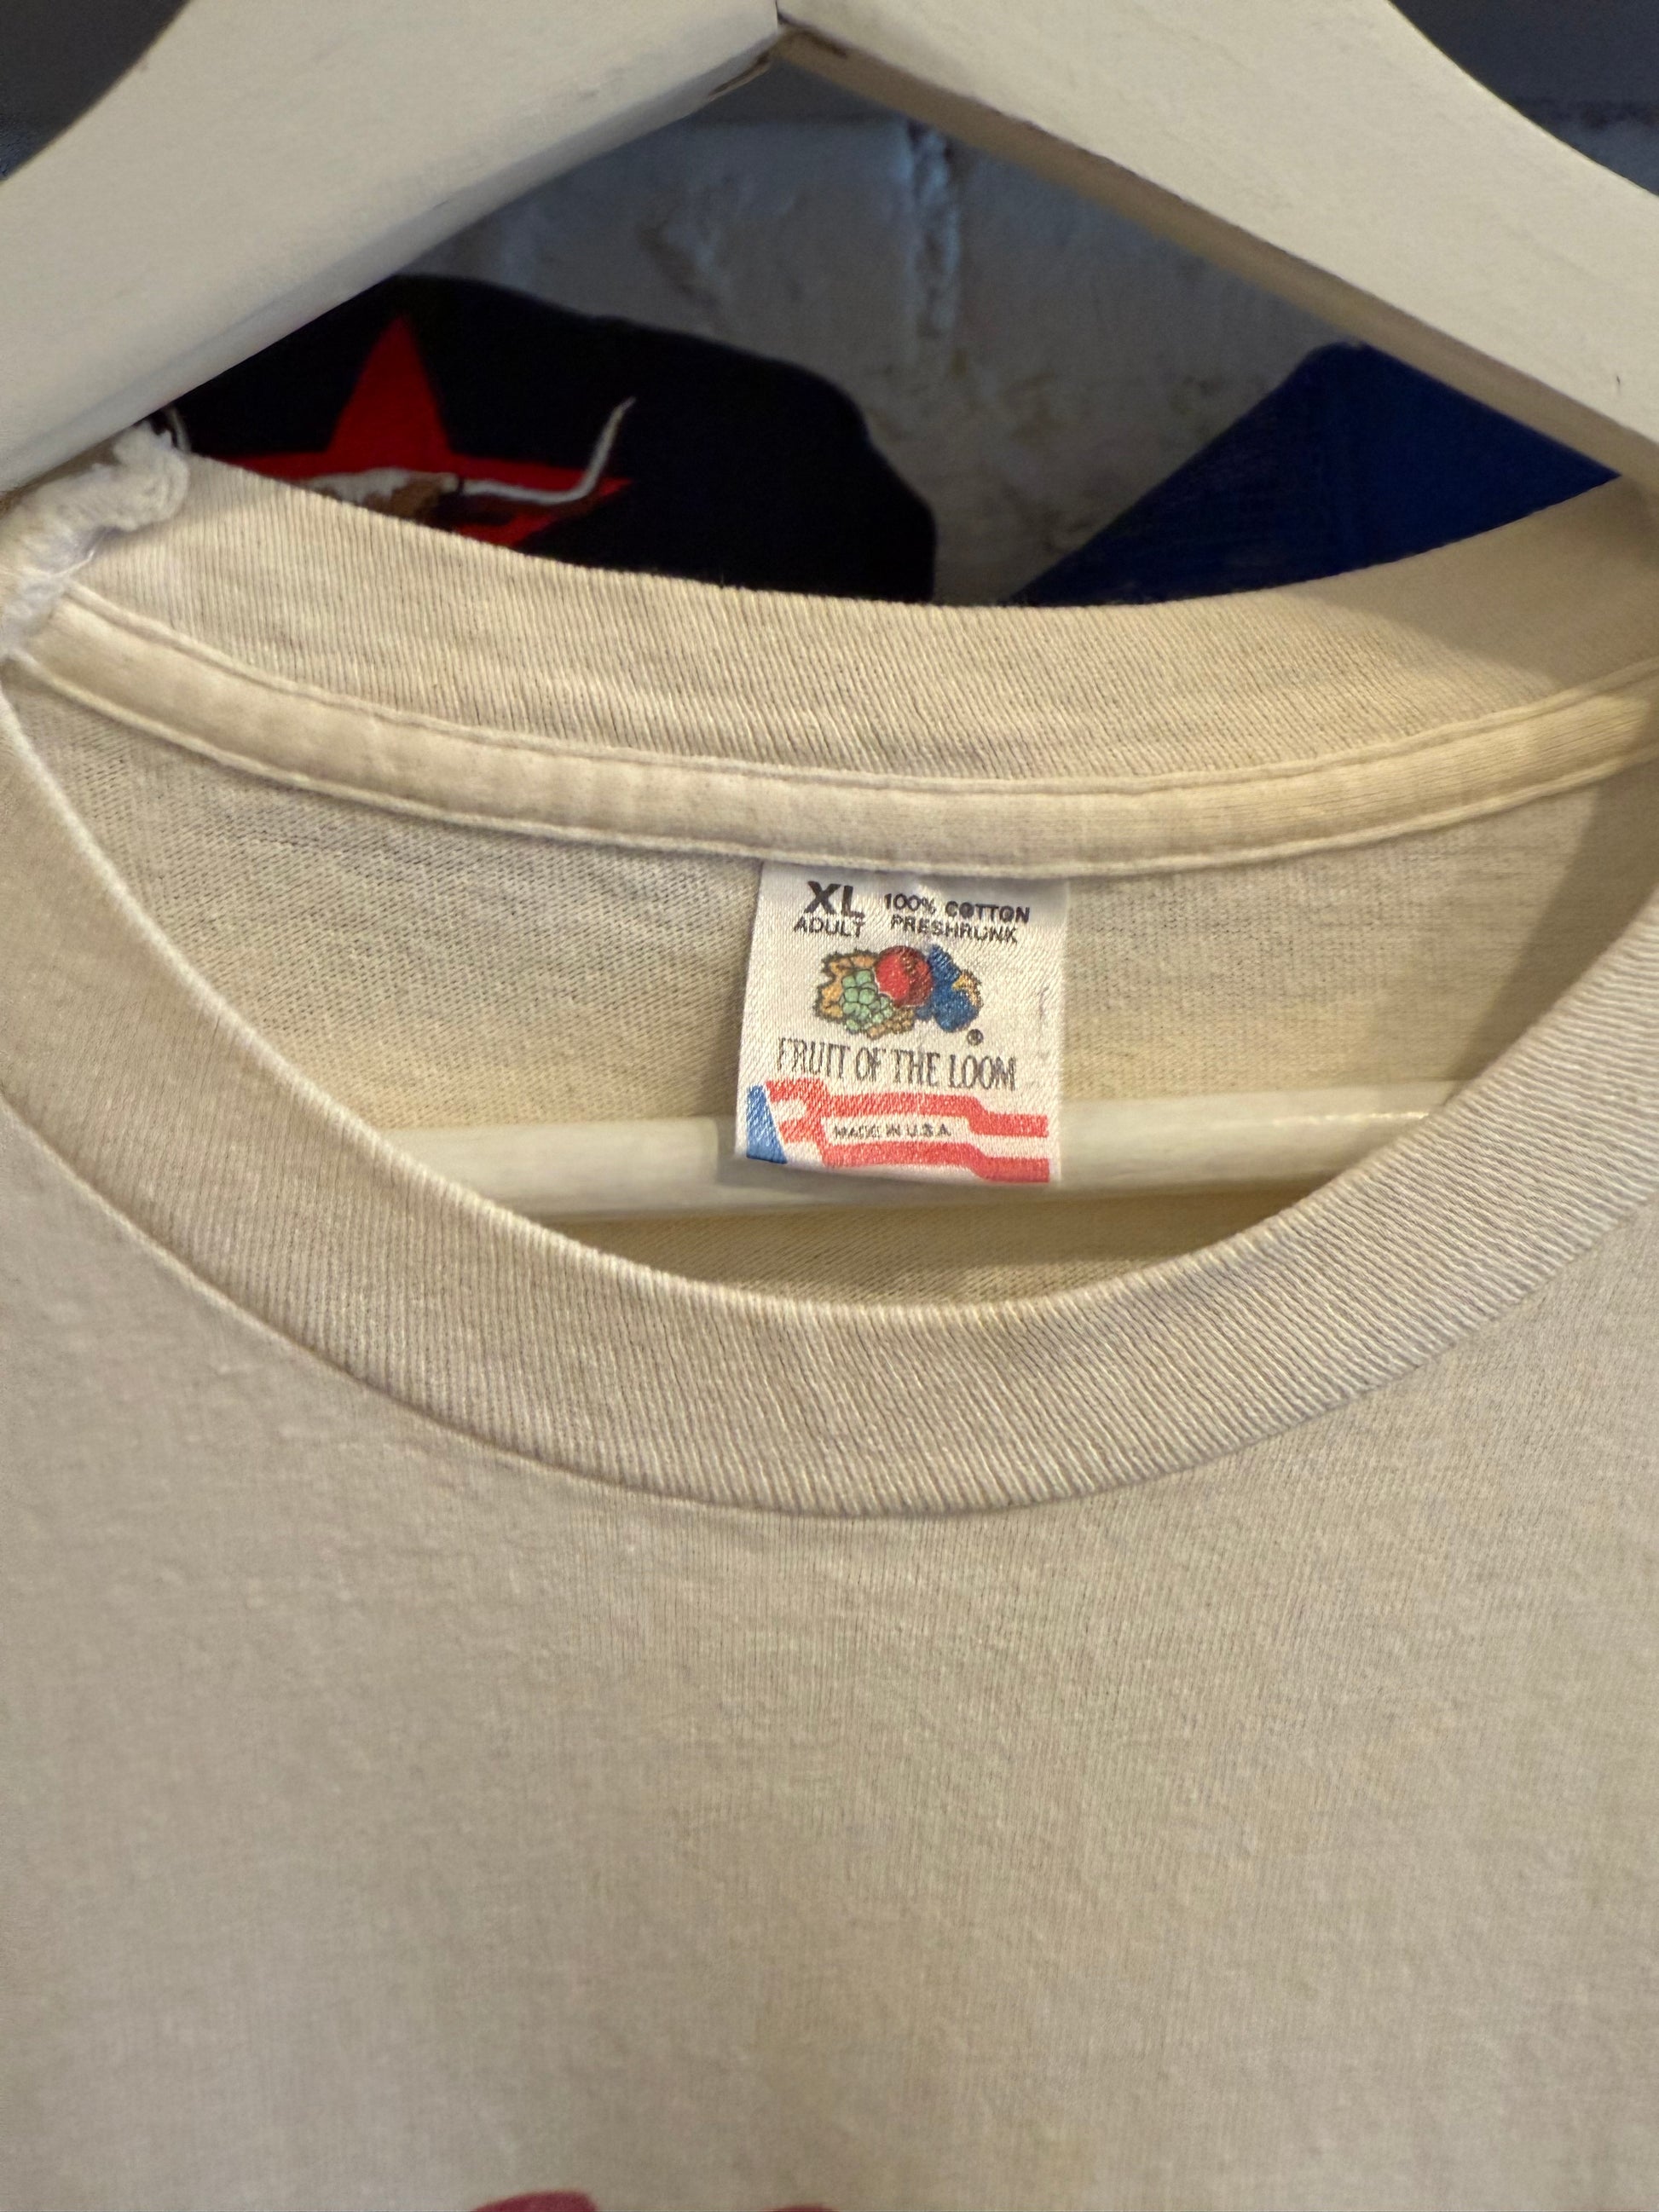 XL 100% COTTON
ADULT PRESHRUNK
®
FRUIT OF THE LOOM
MADE IN U.S.A.